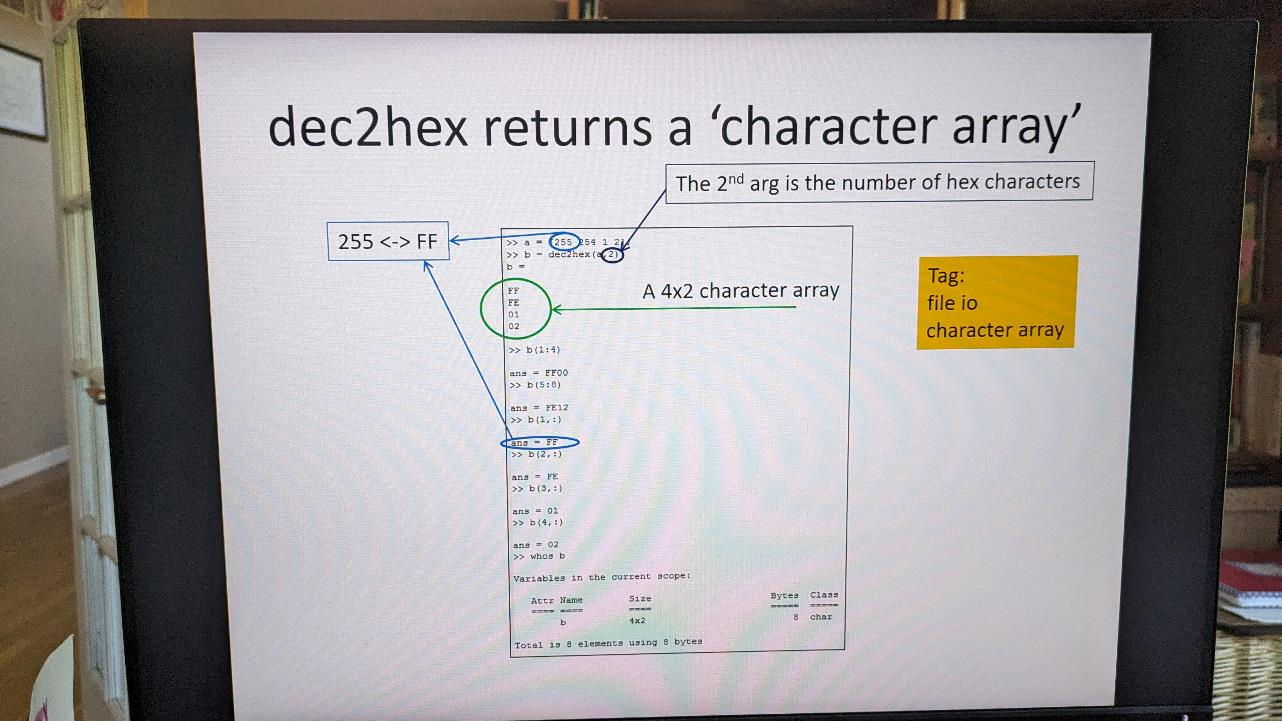 dec2hex returns a ‘character array’
The 2nd arg is the number of hex characters
255 <-> FF
>> a = [255 254 1 2];
>> b = dec2hex(a,2)
b =
FF
FE
01
02
A 4x2 character array
Tag:
file io
character array
>> b(1:4)
ans = FF00
>> b(5:8)
ans = FE12
>> b(1,:)
ans = FF
>> b(2,:)
ans = FE
>> b(3,:)
ans = 01
>> b(4,:)
ans = 02
>> whos b
Variables in the current scope:
Attr Name Size Bytes Class
==== ==== ==== ===== =====
b 4x2 8 char
Total is 8 elements using 8 bytes